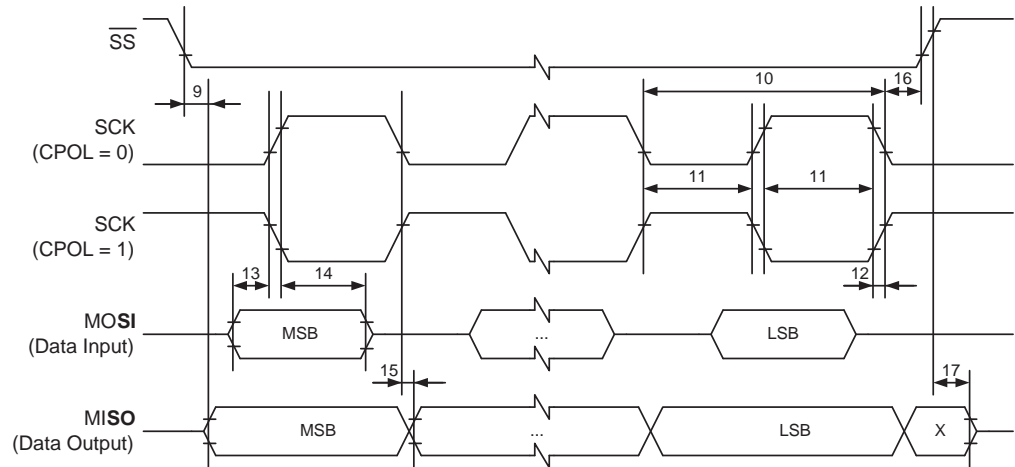 SS
9
10
16
SCK
(CPOL = 0)
11
11
SCK
(CPOL = 1)
13
14
12
MOSI
(Data Input)
MSB
...
LSB
15
17
MISO
(Data Output)
MSB
...
LSB
X